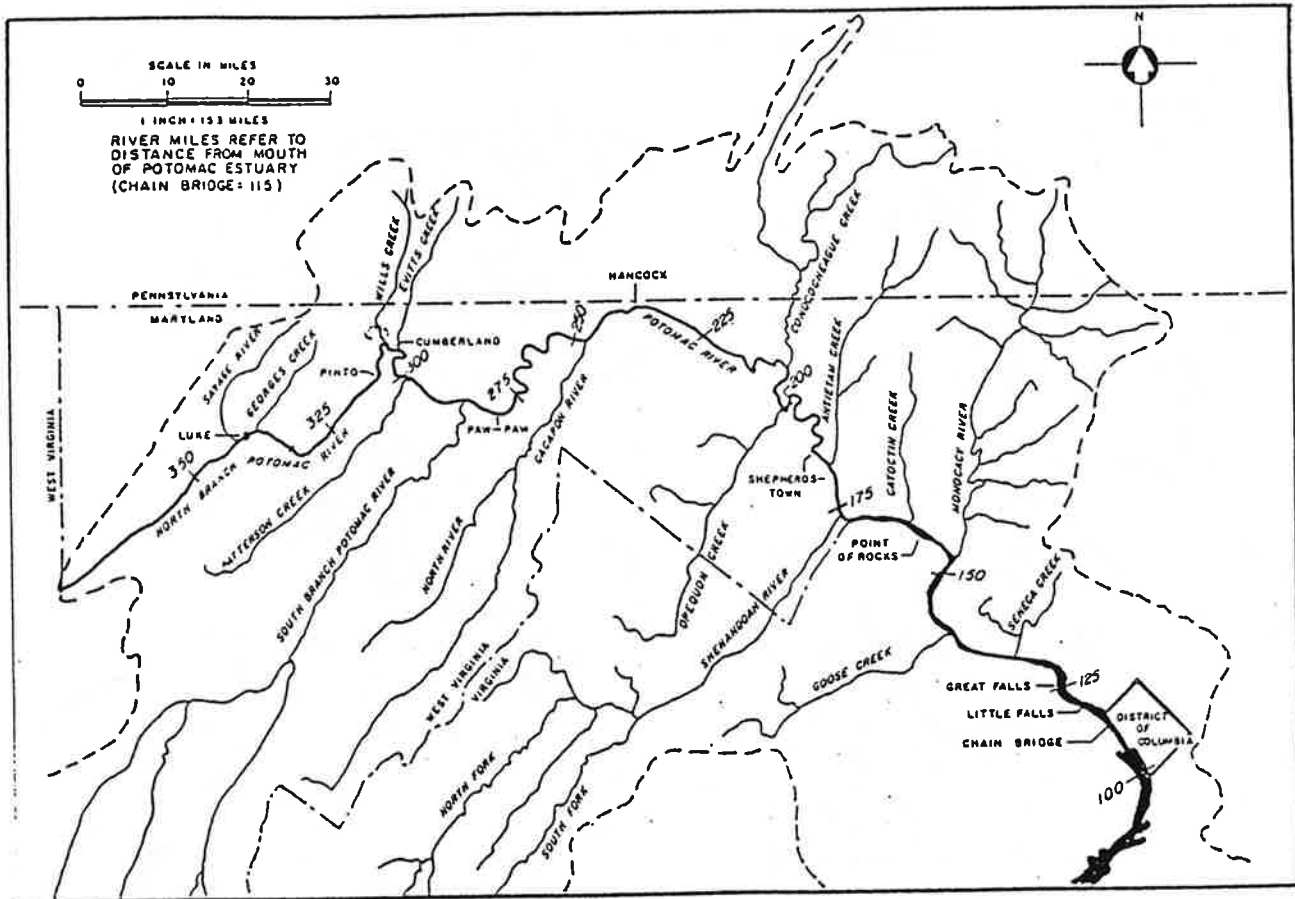 SCALE IN MILES
0 10 20 30
1 INCH = 15.3 MILES
RIVER MILES REFER TO
DISTANCE FROM MOUTH
OF POTOMAC ESTUARY
(CHAIN BRIDGE = 115)
N
PENNSYLVANIA
MARYLAND
WEST VIRGINIA
WILLS CREEK
EVITTS CREEK
HANCOCK
CONOCOCHEAGUE CREEK
SAVAGE RIVER
GEORGES CREEK
CUMBERLAND
PINTO
300
250
POTOMAC RIVER
225
200
ANTIETAM CREEK
LUKE
325
350
275
PAW-PAW
CACAPON RIVER
NORTH BRANCH POTOMAC RIVER
PATTERSON CREEK
SOUTH BRANCH POTOMAC RIVER
NORTH RIVER
SHEPHERDS-
TOWN
175
CATOCTIN CREEK
MONOCACY RIVER
POINT
OF ROCKS
150
SENECA CREEK
OPEQUON CREEK
SHENANDOAH RIVER
GOOSE CREEK
WEST VIRGINIA
VIRGINIA
GREAT FALLS
125
LITTLE FALLS
CHAIN BRIDGE
DISTRICT
OF
COLUMBIA
100
NORTH FORK
SOUTH FORK